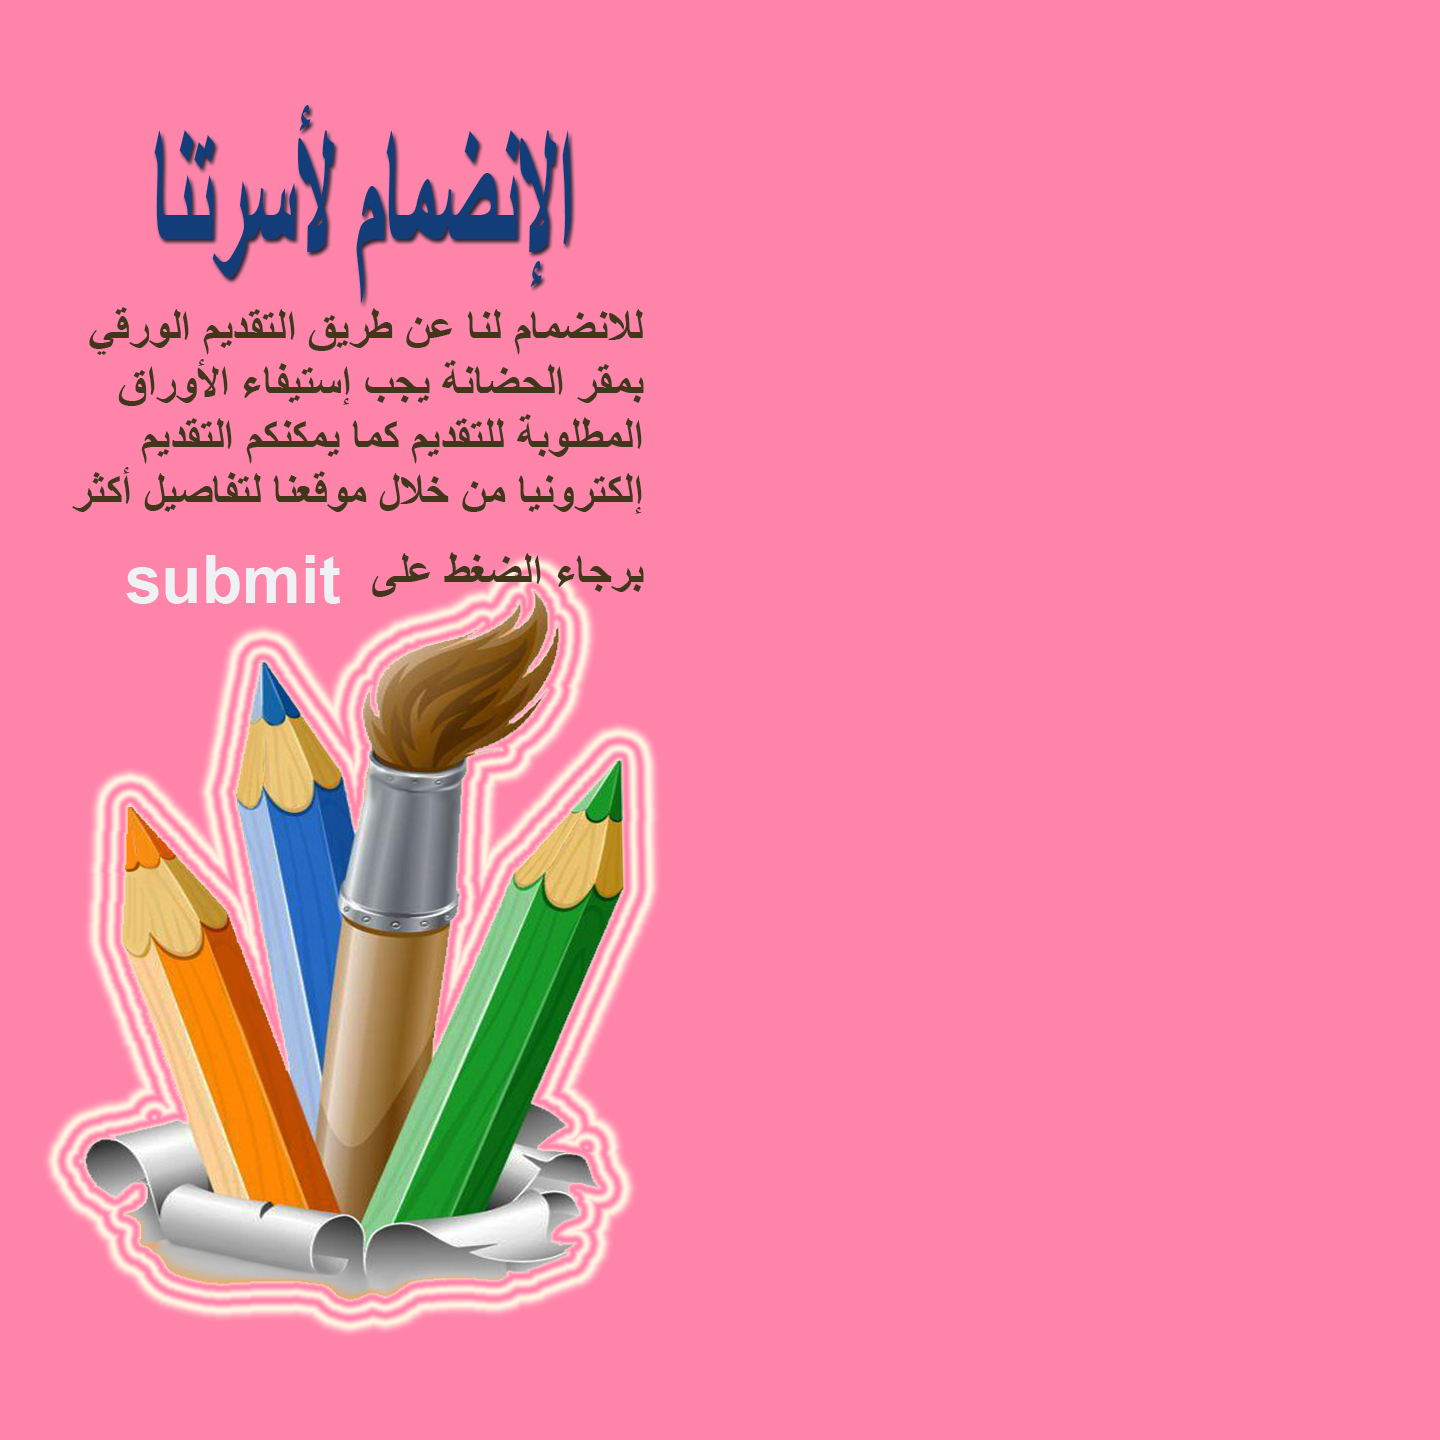 الإنضمام لأسرتنا
للانضمام لنا عن طريق التقديم الورقي
بمقر الحضانة يجب إستيفاء الأوراق
المطلوبة للتقديم كما يمكنكم التقديم
إلكترونيا من خلال موقعنا لتفاصيل أكثر
برجاء الضغط على submit